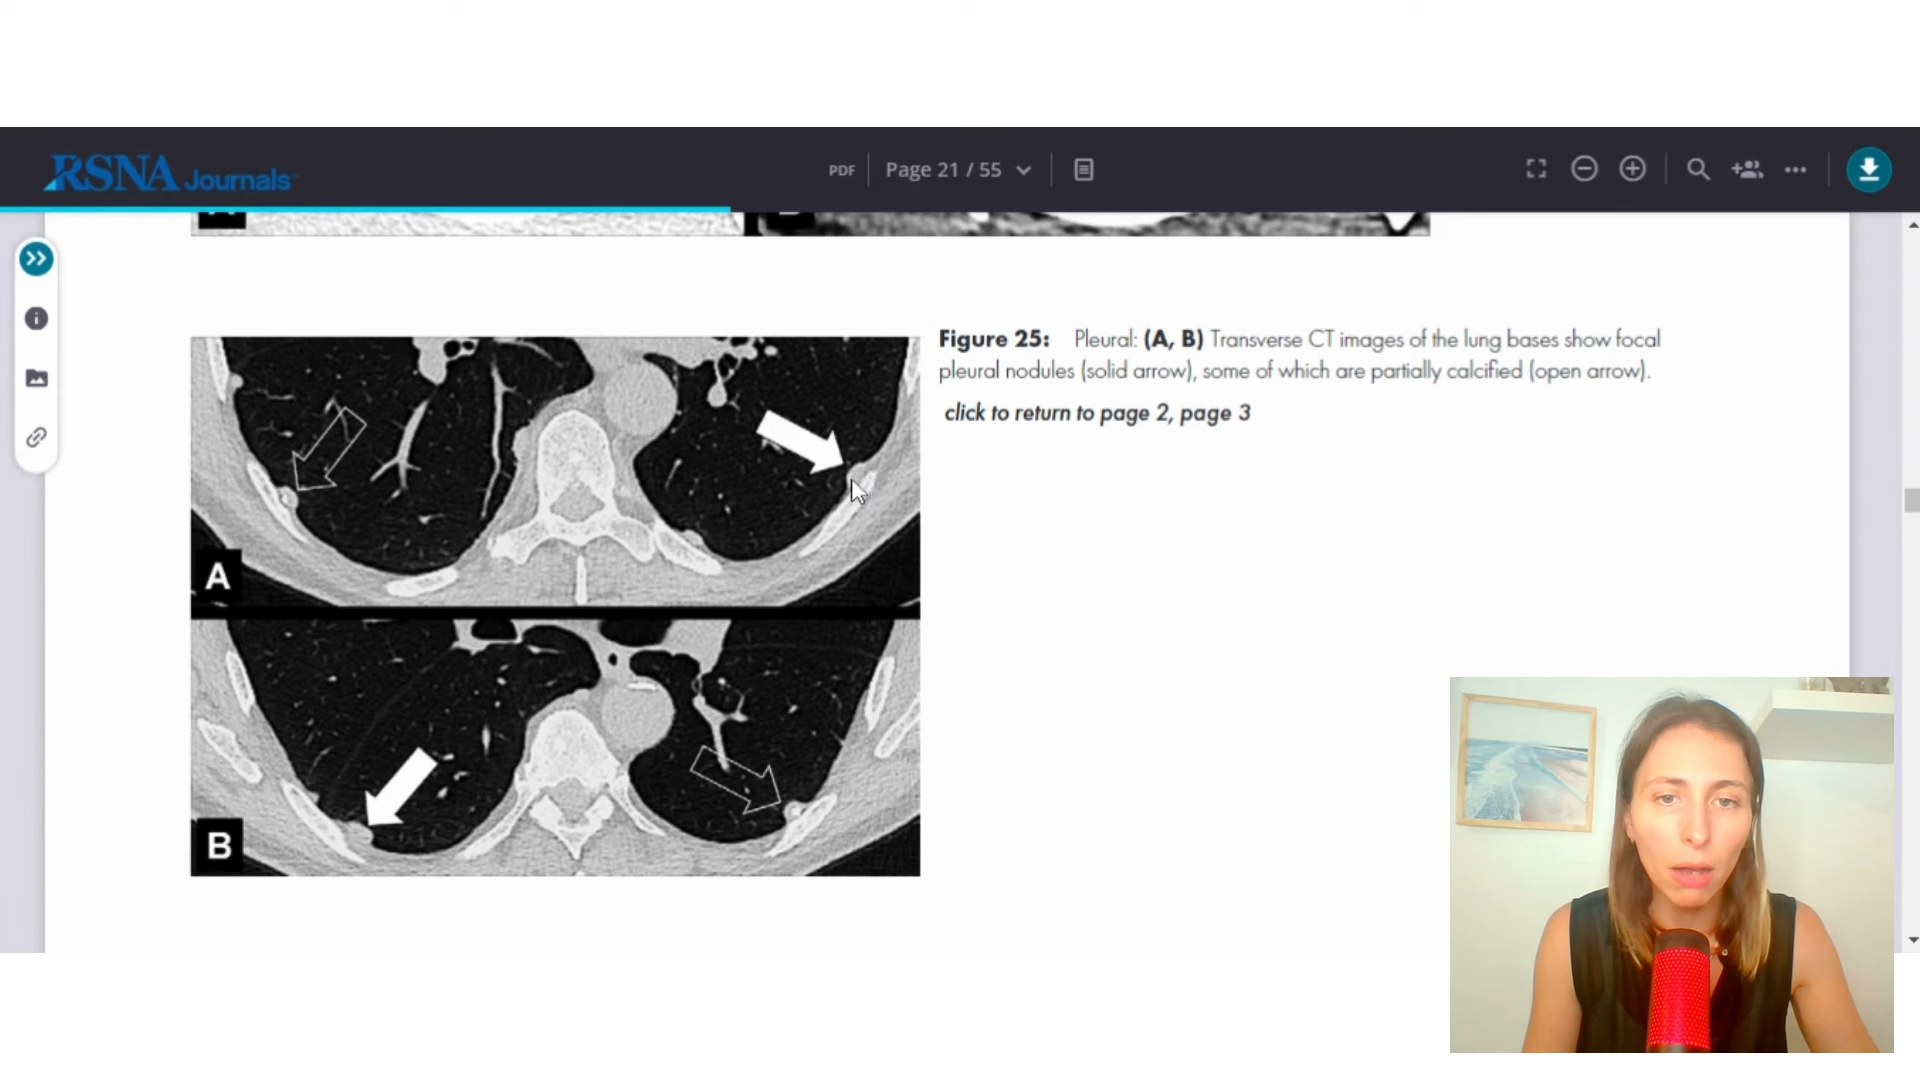 RSNA Journals
PDF
Page 21 / 55
Figure 25: Pleural: (A, B) Transverse CT images of the lung bases show focal
pleural nodules (solid arrow), some of which are partially calcified (open arrow).
click to return to page 2, page 3
A
B